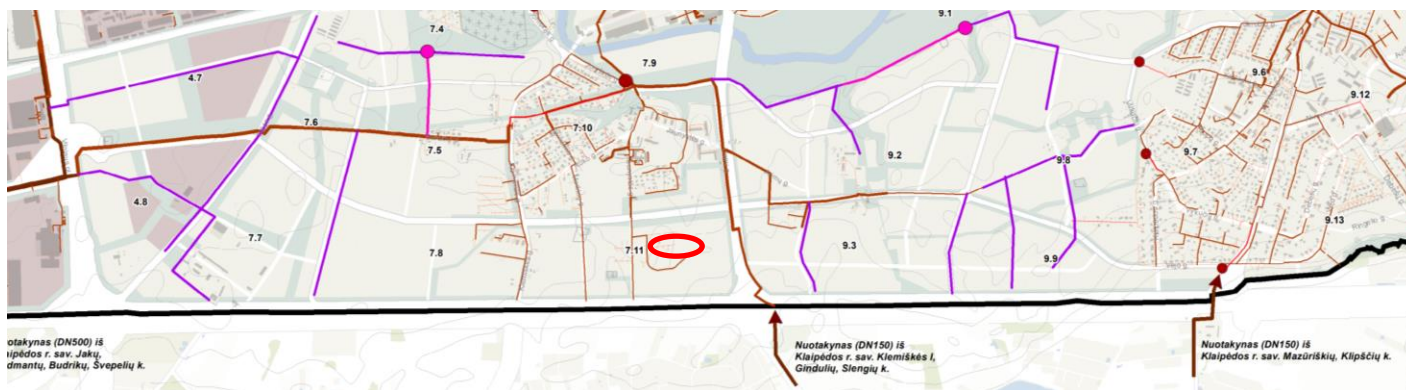 7.4
9.1
7.9
9.6
4.7
9.12
7.6
7.10
7.5
9.2
9.8
9.7
4.8
7.7
7.8
7.11
9.3
9.9
9.13
uotakynas (DN500) iš
aipėdos r. sav. Jakų,
dmantų, Budrikų, Švepelių k.
Nuotakynas (DN150) iš
Klaipėdos r. sav. Klemiškės I,
Gindulių, Slengių k.
Nuotakynas (DN150) iš
Klaipėdos r. sav. Mazūriškių, Klipščių k.